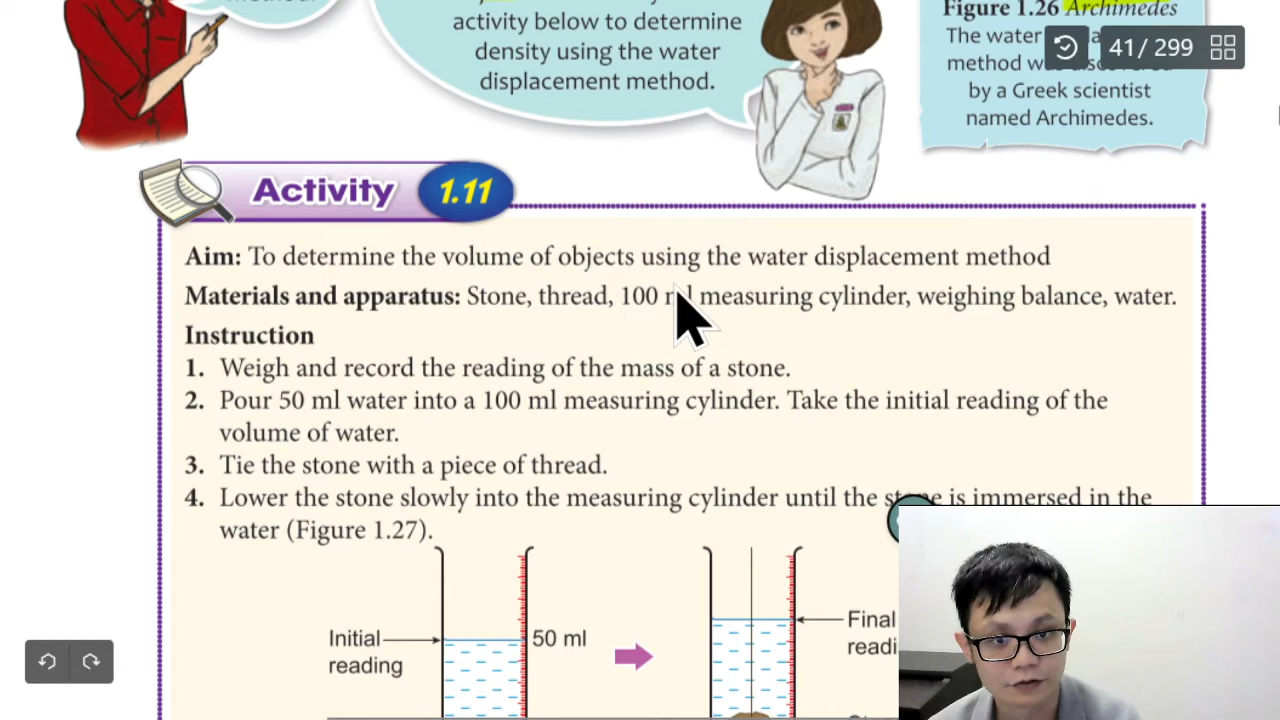 activity below to determine
density using the water
displacement method.
Figure 1.26 Archimedes
The water
method
by a Greek scientist
named Archimedes.
41 / 299
Activity 1.11
Aim: To determine the volume of objects using the water displacement method
Materials and apparatus: Stone, thread, 100 measuring cylinder, weighing balance, water.
Instruction
1. Weigh and record the reading of the mass of a stone.
2. Pour 50 ml water into a 100 ml measuring cylinder. Take the initial reading of the
volume of water.
3. Tie the stone with a piece of thread.
4. Lower the stone slowly into the measuring cylinder until the is immersed in the
water (Figure 1.27).
Initial
reading
50 ml
Final